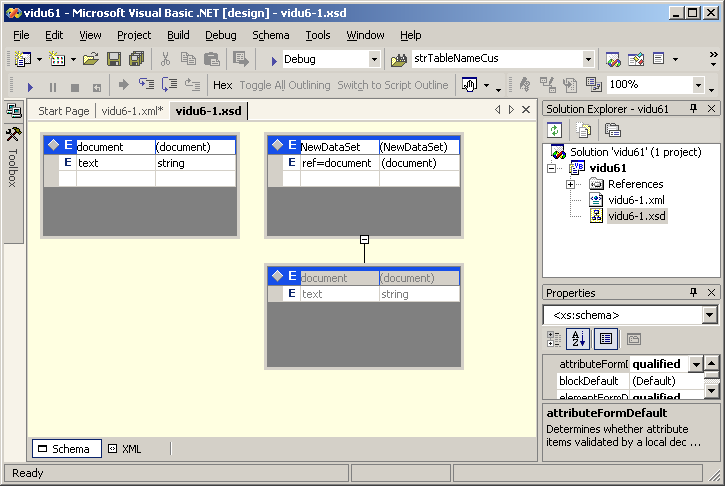 vidu61 - Microsoft Visual Basic .NET [design] - vidu6-1.xsd
File Edit View Project Build Debug Schema Tools Window Help
Debug strTableNameCus
Hex Toggle All Outlining Switch to Script Outline 100%
Toolbox
Start Page vidu6-1.xml* vidu6-1.xsd
E document (document)
E text string
E NewDataSet (NewDataSet)
E ref=document (document)
E document (document)
E text string
Schema XML
Solution Explorer - vidu61
Solution 'vidu61' (1 project)
vidu61
References
vidu6-1.xml
vidu6-1.xsd
Properties
<xs:schema>
attributeFormD qualified
blockDefault (Default)
elementFormD qualified
attributeFormDefault
Determines whether attribute
items validated by a local dec ...
Ready